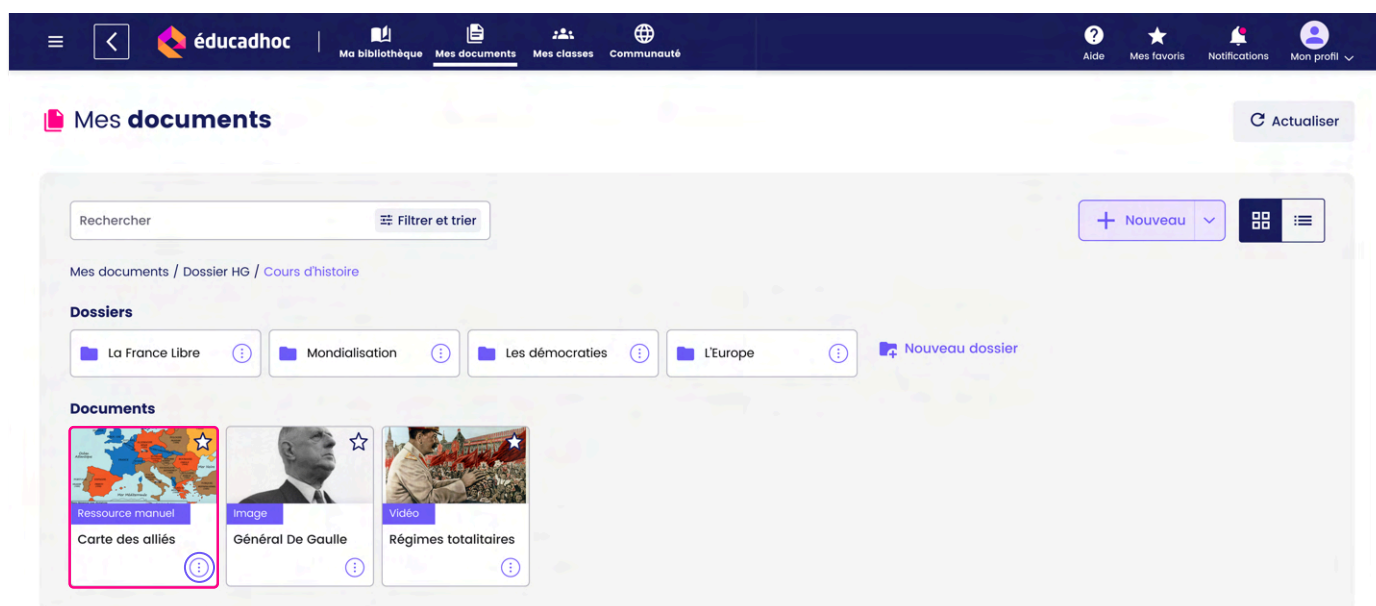 éducadhoc
Ma bibliothèque
Mes documents
Mes classes
Communauté
Aide
Mes favoris
Notifications
Mon profil
Mes documents
Actualiser
Rechercher
Filtrer et trier
Nouveau
Mes documents / Dossier HG / Cours d'histoire
Dossiers
La France Libre
Mondialisation
Les démocraties
L'Europe
Nouveau dossier
Documents
Ressource manuel
Image
Vidéo
Carte des alliés
Général De Gaulle
Régimes totalitaires